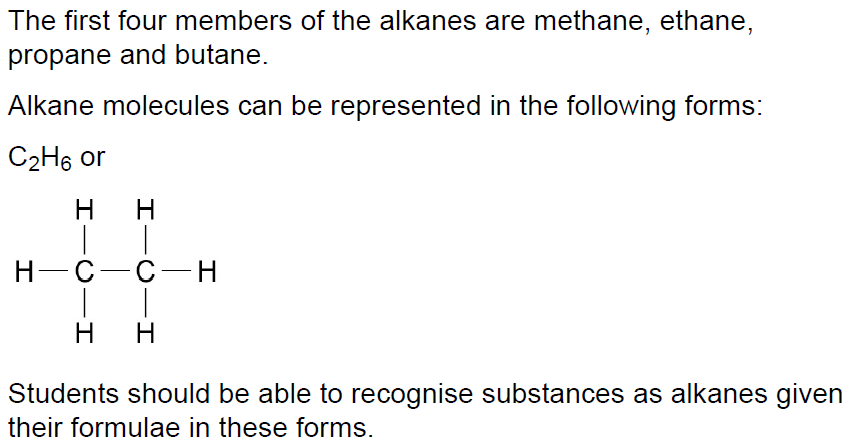 The first four members of the alkanes are methane, ethane,
propane and butane.
Alkane molecules can be represented in the following forms:
C₂H₆ or
H H
H—C—C—H
H H
Students should be able to recognise substances as alkanes given
their formulae in these forms.